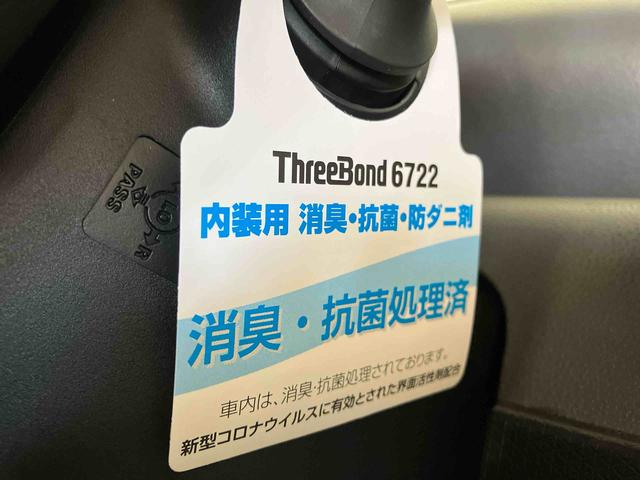 ThreeBond 6722
内装用 消臭・抗菌・防ダニ剤
消臭・抗菌処理済
車内は、消臭・抗菌処理されております。
新型コロナウイルスに有効とされた界面活性剤配合
PASS
LO
R